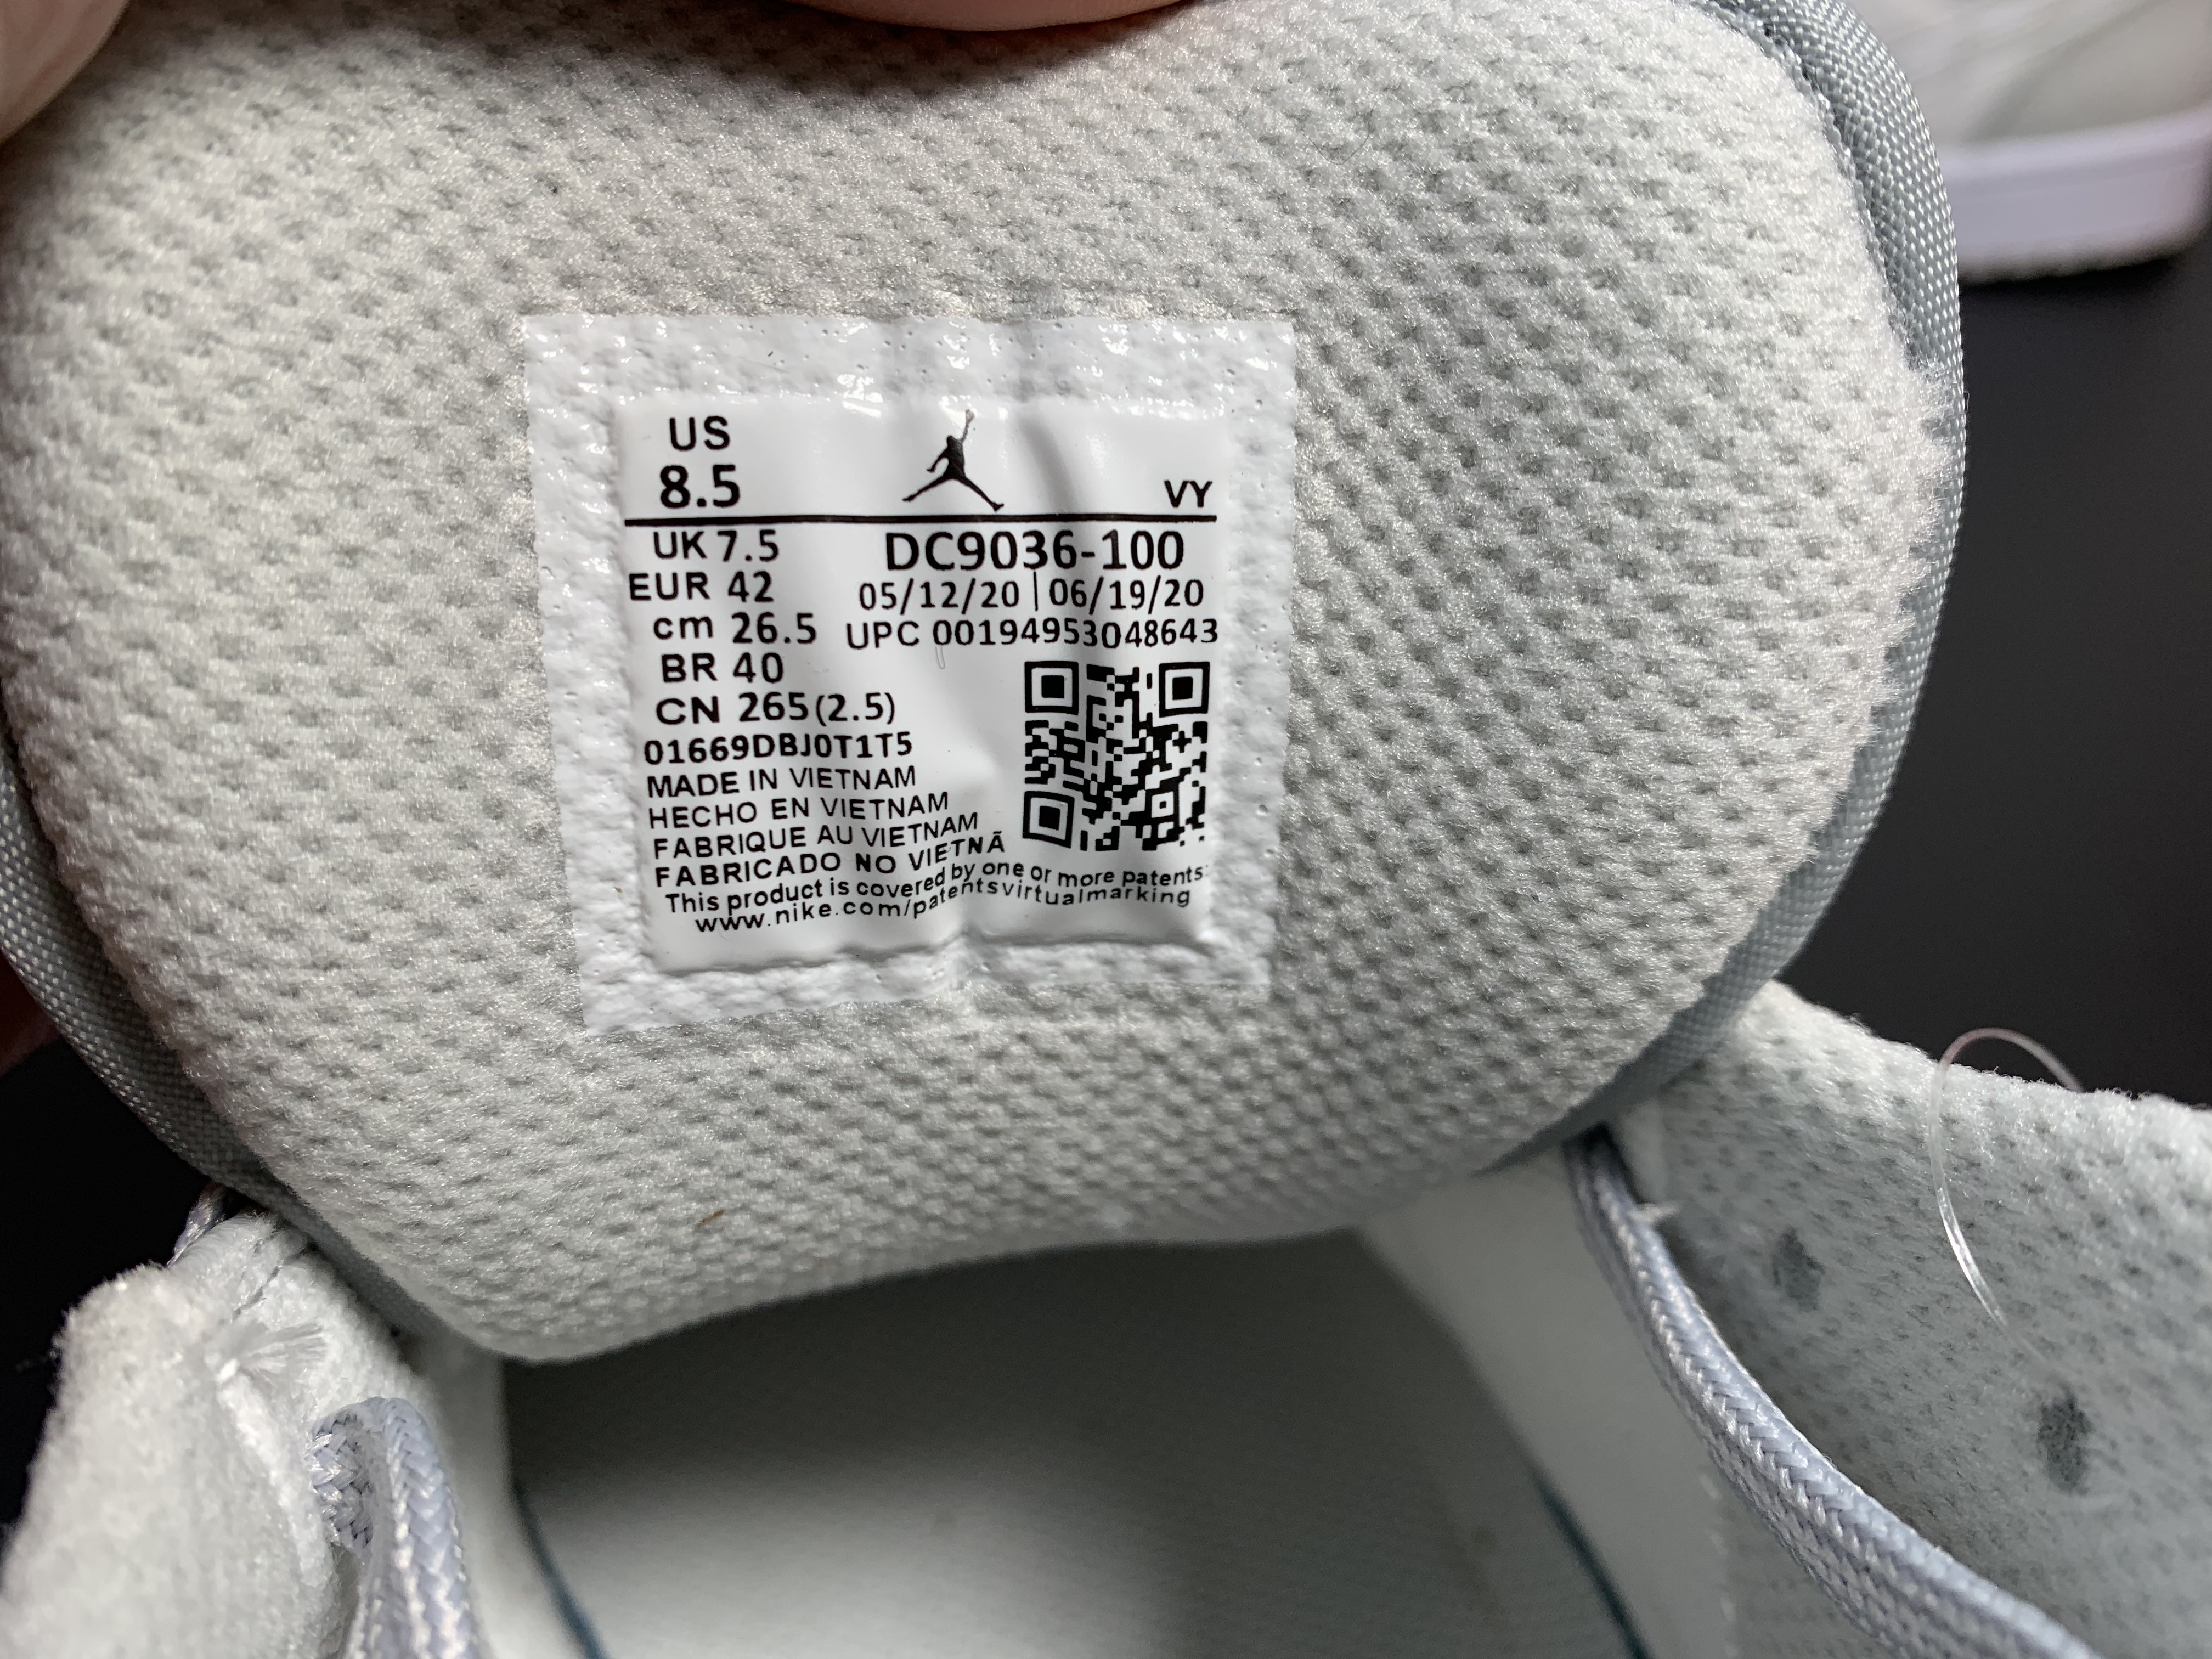 US
8.5
VY
UK 7.5
DC9036-100
EUR 42
05/12/20 | 06/19/20
cm 26.5
UPC 00194953048643
BR 40
CN 265(2.5)
01669DBJ0T1T5
MADE IN VIETNAM
HECHO EN VIETNAM
FABRIQUE AU VIETNAM
FABRICADO NO VIETNÃ
This product is covered by one or more patents:
www.nike.com/patentsvirtualmarking